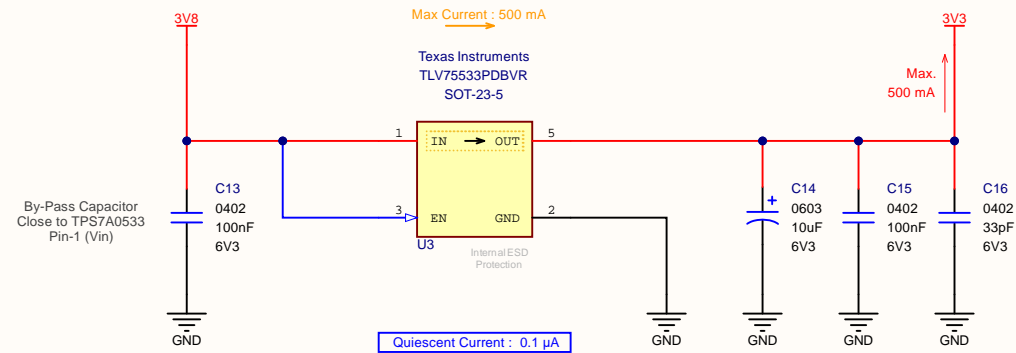 Max Current : 500 mA
3V8
3V3
Texas Instruments
TLV75533PDBVR
SOT-23-5
Max.
500 mA
1
IN
OUT
5
3
EN
GND
2
U3
Internal ESD
Protection
By-Pass Capacitor
Close to TPS7A0533
Pin-1 (Vin)
C13
0402
100nF
6V3
+
C14
0603
10uF
6V3
C15
0402
100nF
6V3
C16
0402
33pF
6V3
GND
GND
GND
GND
GND
Quiescent Current : 0.1 µA